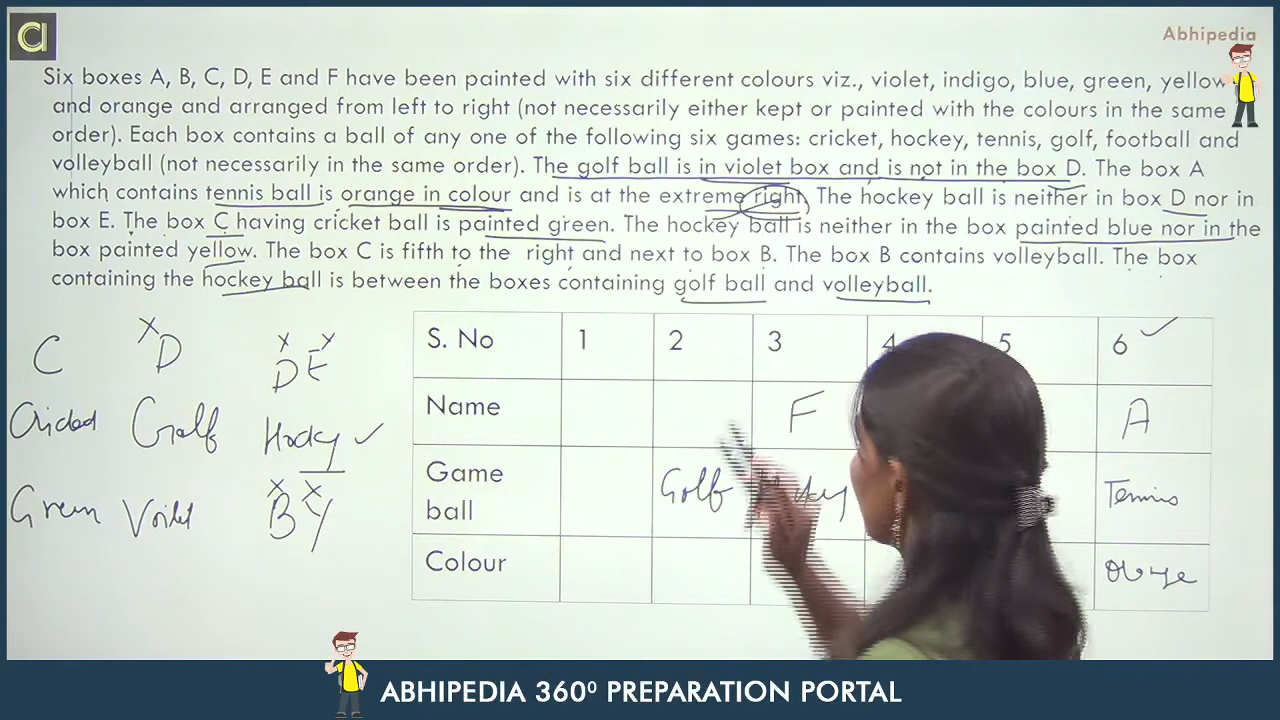 Abhipedia
Six boxes A, B, C, D, E and F have been painted with six different colours viz., violet, indigo, blue, green, yellow
and orange and arranged from left to right (not necessarily either kept or painted with the colours in the same
order). Each box contains a ball of any one of the following six games: cricket, hockey, tennis, golf, football and
volleyball (not necessarily in the same order). The golf ball is in violet box and is not in the box D. The box A
which contains tennis ball is orange in colour and is at the extreme right. The hockey ball is neither in box D nor in
box E. The box C having cricket ball is painted green. The hockey ball is neither in the box painted blue nor in the
box painted yellow. The box C is fifth to the right and next to box B. The box B contains volleyball. The box
containing the hockey ball is between the boxes containing golf ball and volleyball.
C D D E
Golf Hocky
Green B Y
S. No 1 2 3 4 5 6
Name F A
Game ball Golf Tennis
Colour
ABHIPEDIA 360⁰ PREPARATION PORTAL